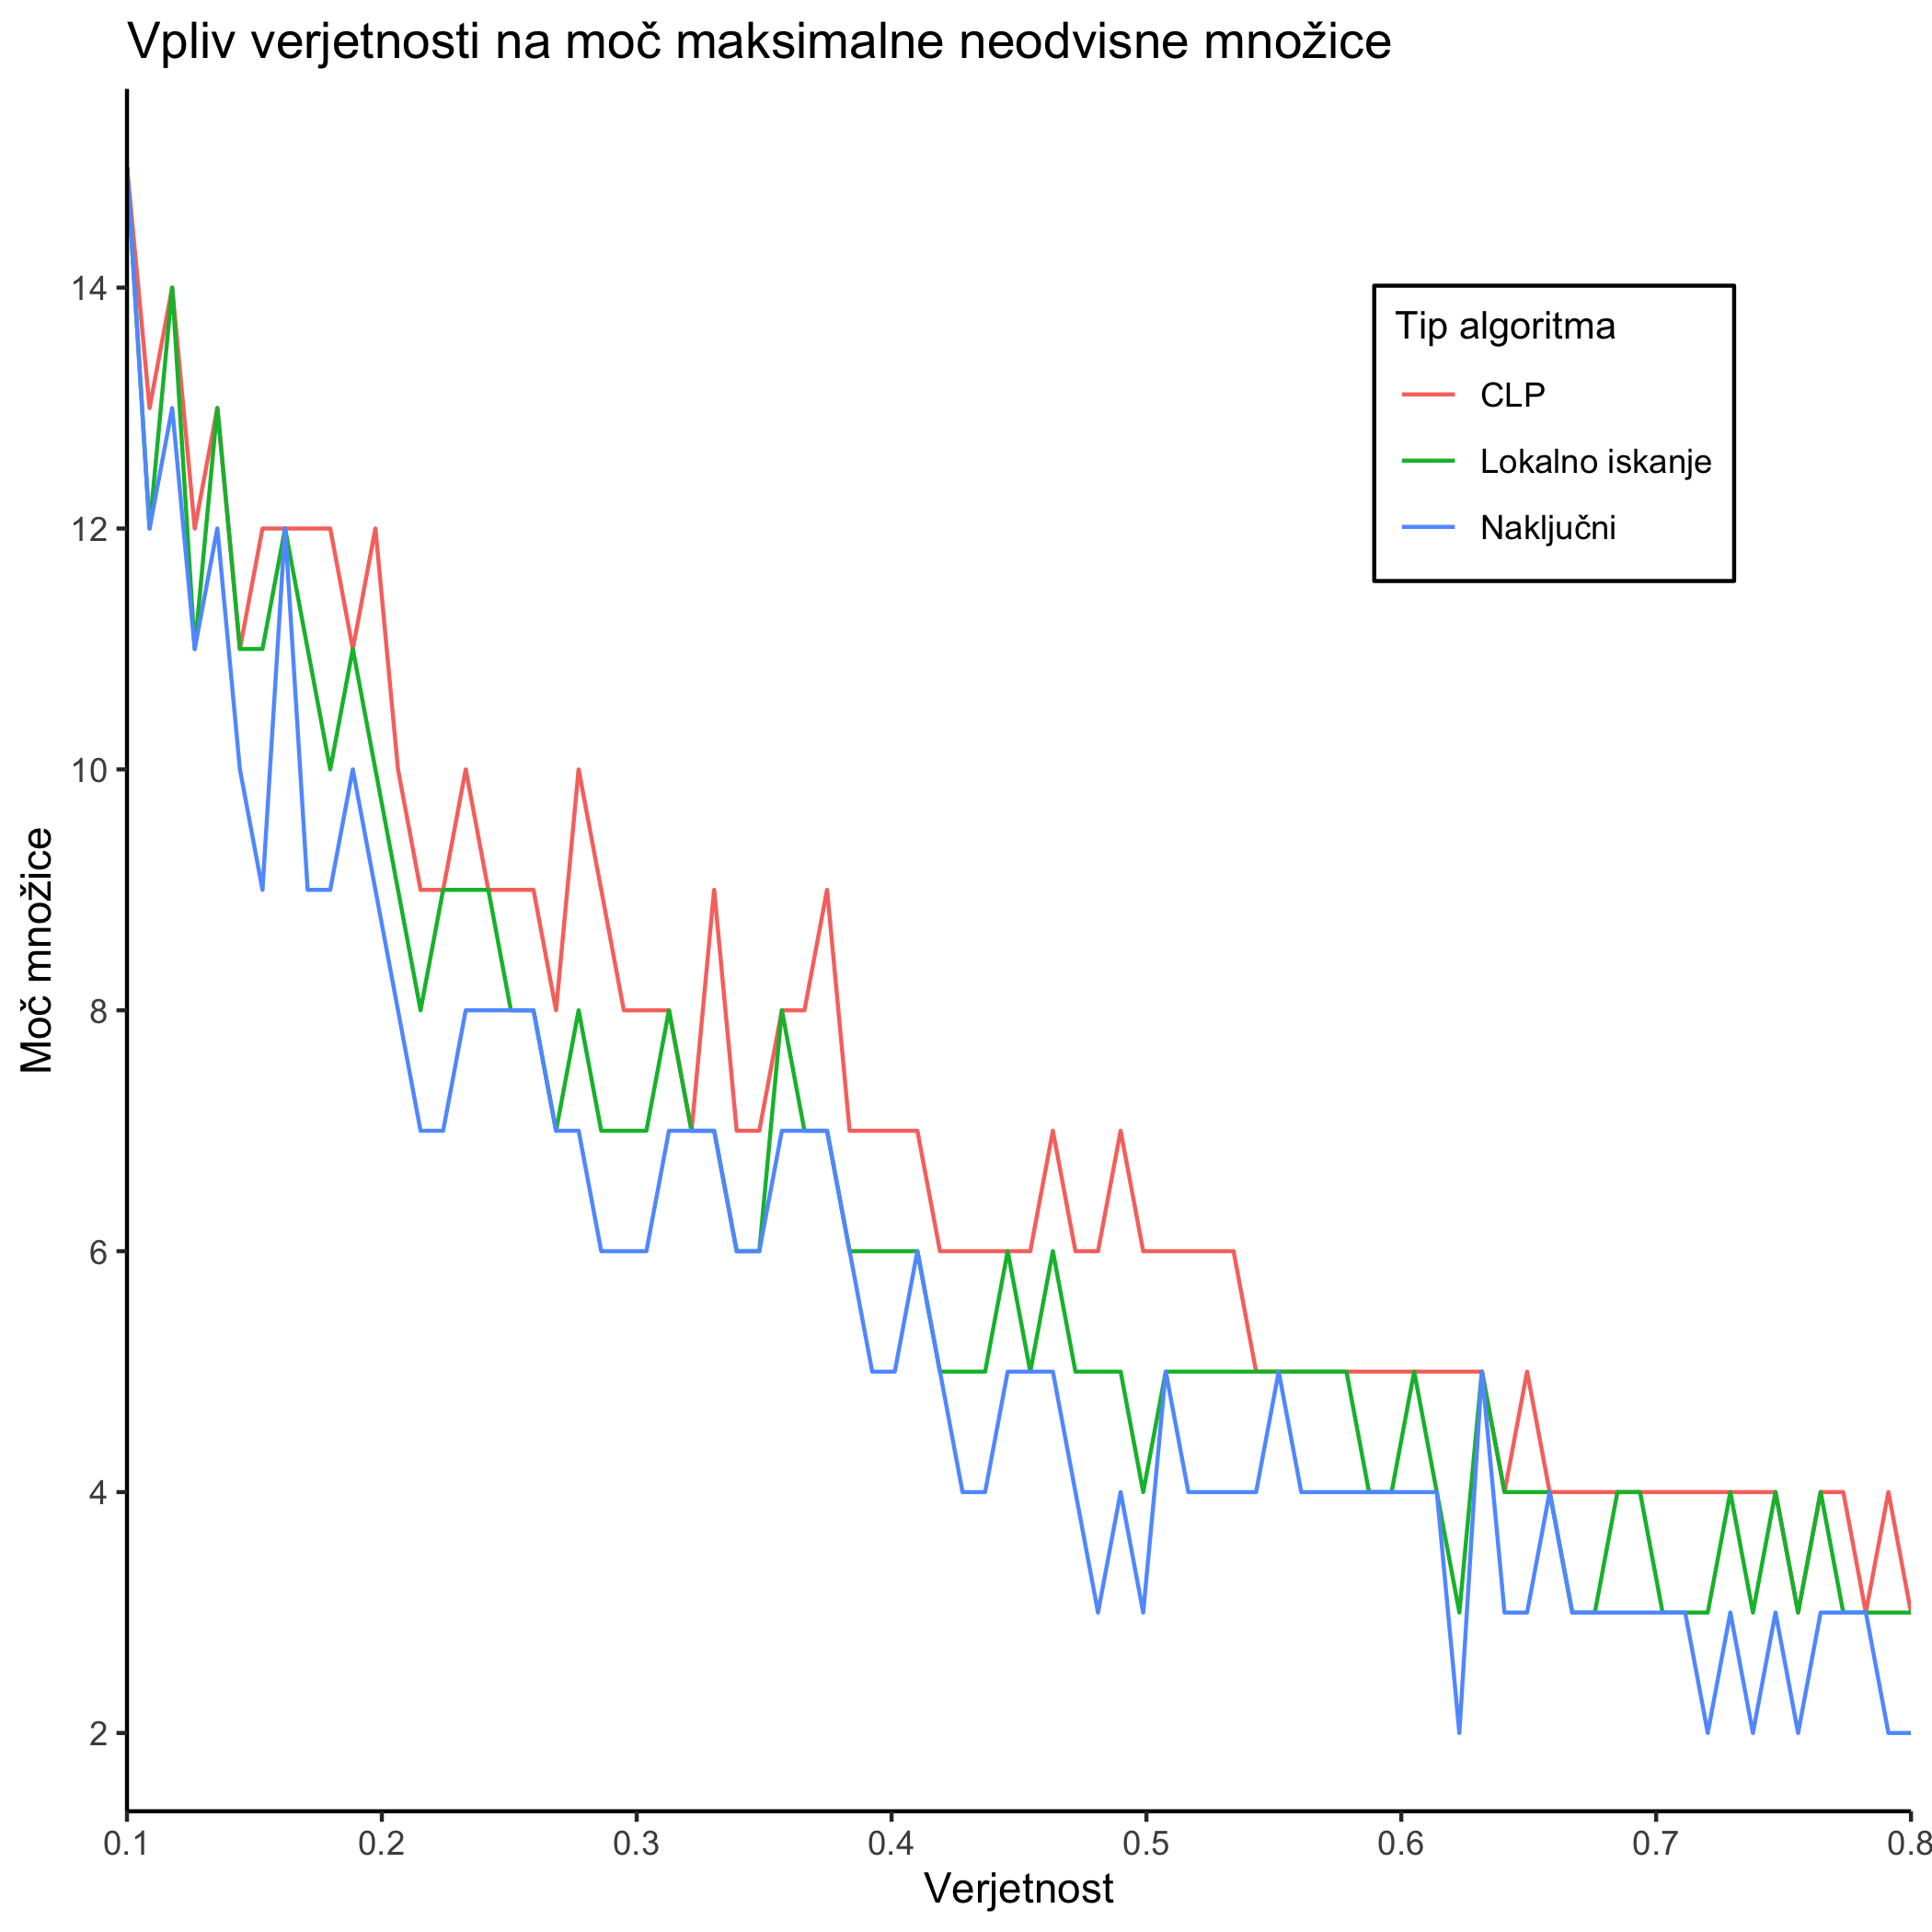 Vpliv verjetnosti na moč maksimalne neodvisne množice
14
12
10
8
6
4
2
Moč množice
Tip algoritma
CLP
Lokalno iskanje
Naključni
0.1 0.2 0.3 0.4 0.5 0.6 0.7 0.8
Verjetnost